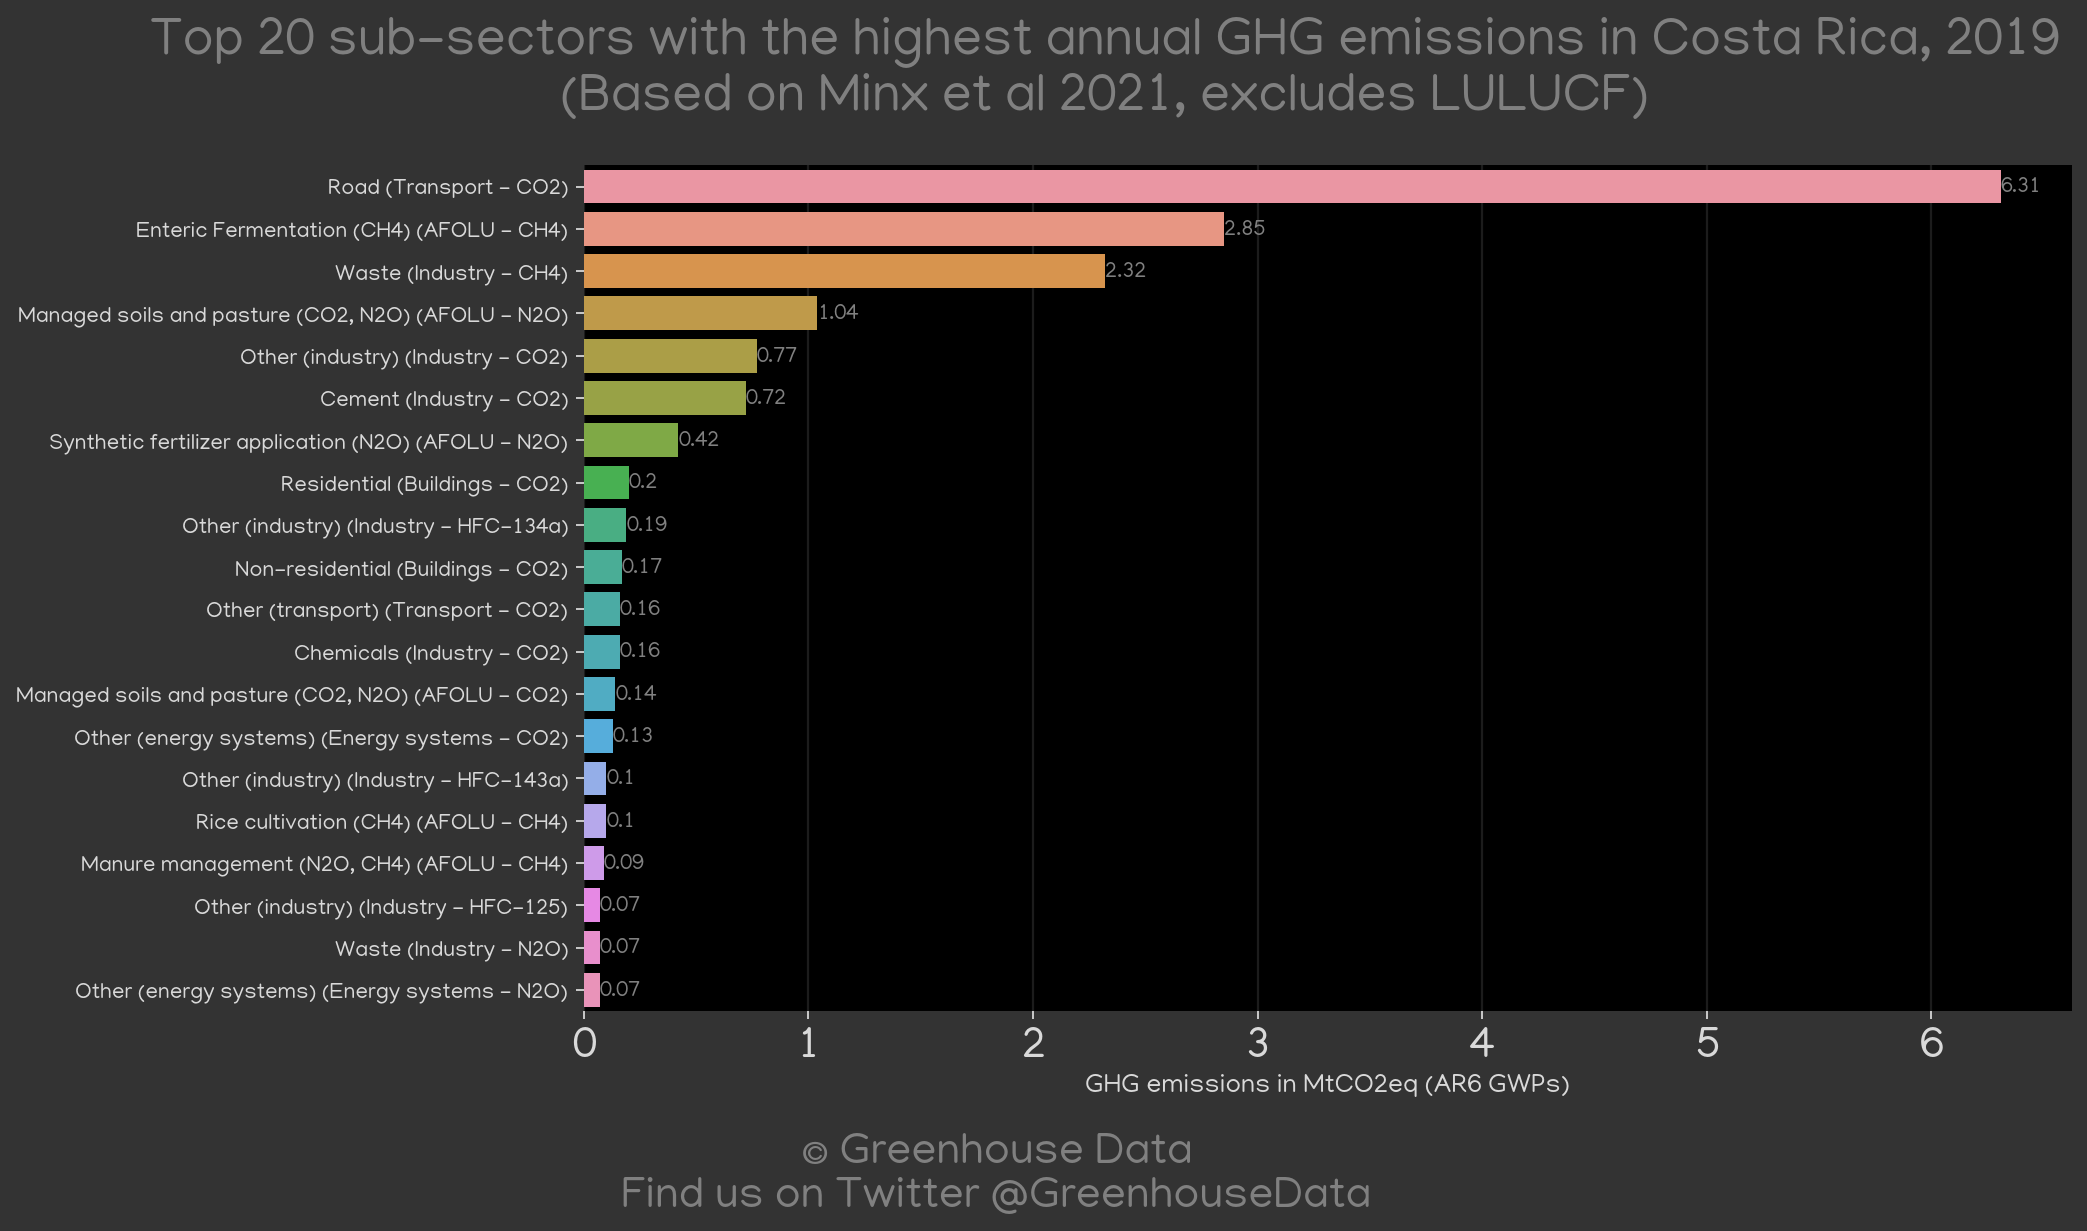 Top 20 sub-sectors with the highest annual GHG emissions in Costa Rica, 2019
(Based on Minx et al 2021, excludes LULUCF)
Road (Transport - CO2) 6.31
Enteric Fermentation (CH4) (AFOLU - CH4) 2.85
Waste (Industry - CH4) 2.32
Managed soils and pasture (CO2, N2O) (AFOLU - N2O) 1.04
Other (industry) (Industry - CO2) 0.77
Cement (Industry - CO2) 0.72
Synthetic fertilizer application (N2O) (AFOLU - N2O) 0.42
Residential (Buildings - CO2) 0.2
Other (industry) (Industry - HFC-134a) 0.19
Non-residential (Buildings - CO2) 0.17
Other (transport) (Transport - CO2) 0.16
Chemicals (Industry - CO2) 0.16
Managed soils and pasture (CO2, N2O) (AFOLU - CO2) 0.14
Other (energy systems) (Energy systems - CO2) 0.13
Other (industry) (Industry - HFC-143a) 0.1
Rice cultivation (CH4) (AFOLU - CH4) 0.1
Manure management (N2O, CH4) (AFOLU - CH4) 0.09
Other (industry) (Industry - HFC-125) 0.07
Waste (Industry - N2O) 0.07
Other (energy systems) (Energy systems - N2O) 0.07
0 1 2 3 4 5 6
GHG emissions in MtCO2eq (AR6 GWPs)
© Greenhouse Data
Find us on Twitter @GreenhouseData